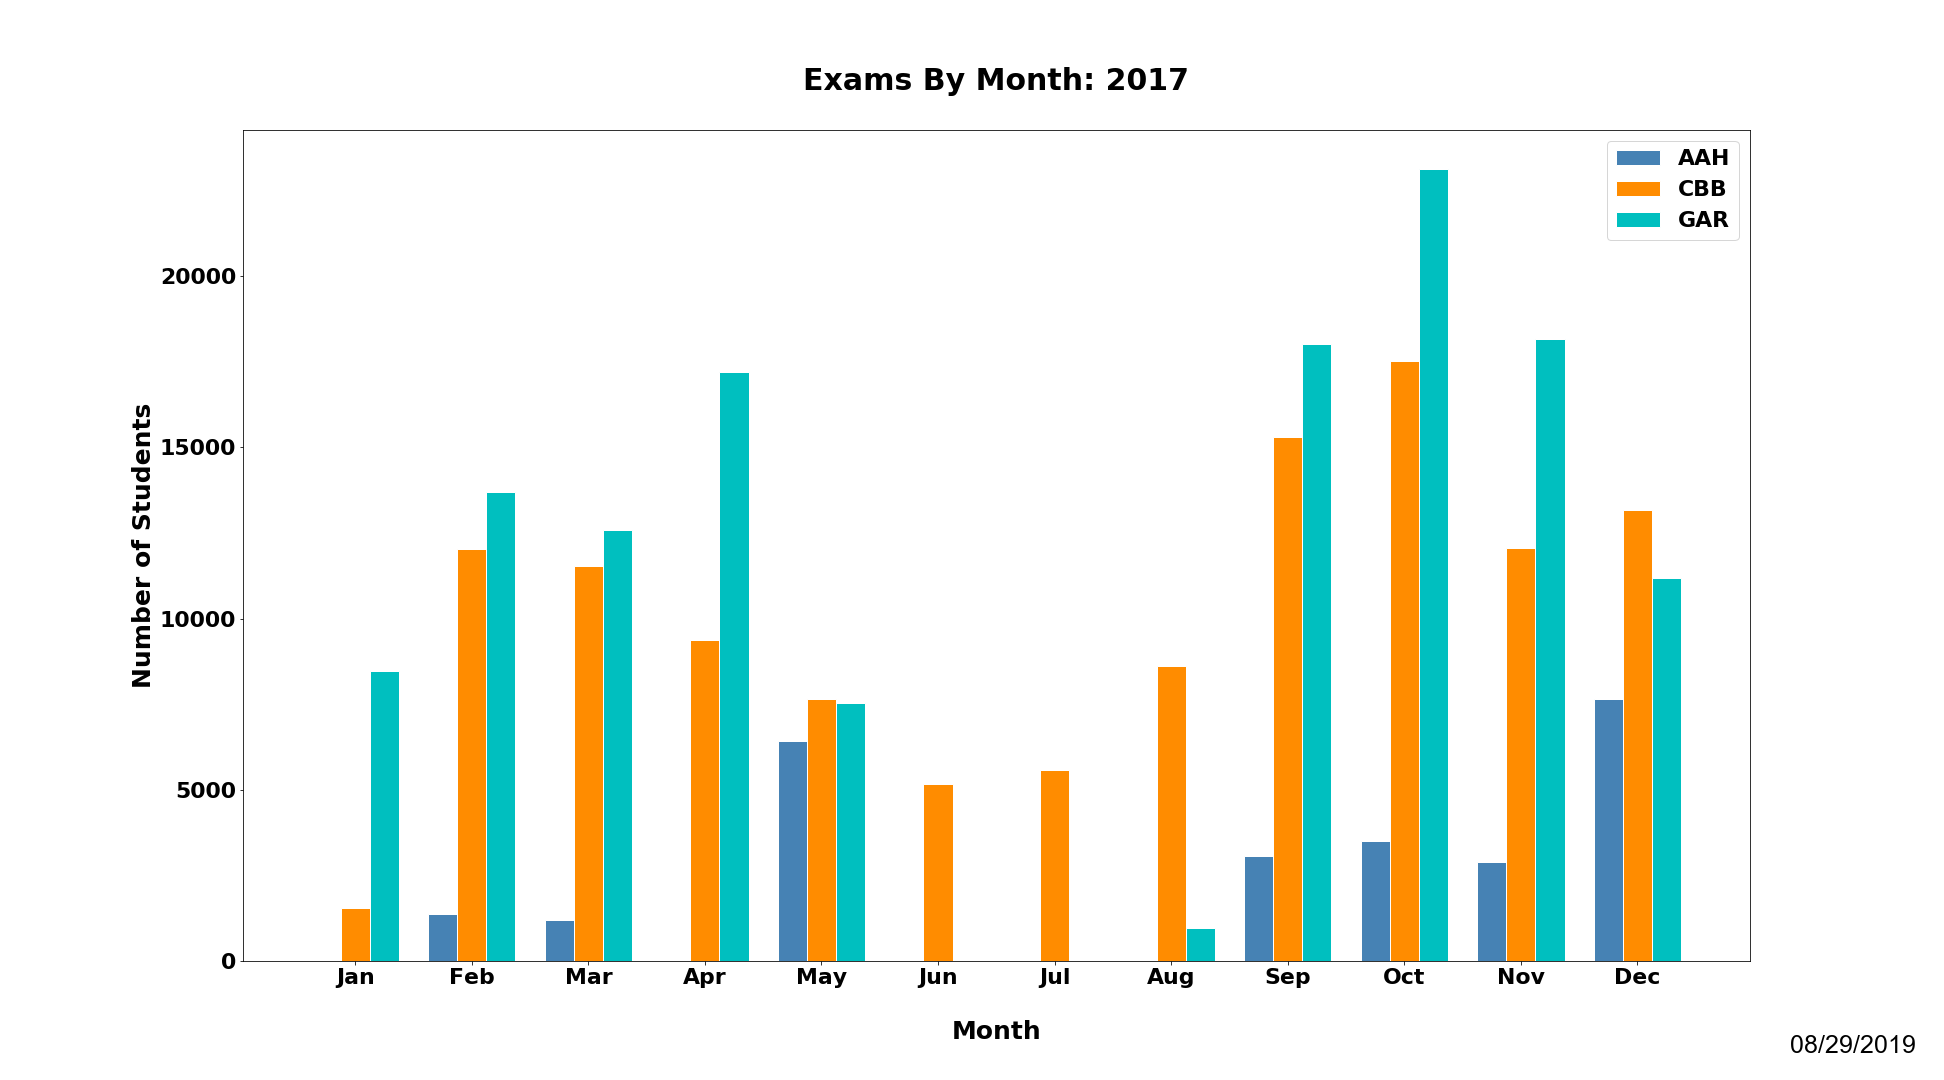 Exams By Month: 2017
AAH
CBB
GAR
20000
15000
10000
5000
0
Number of Students
Jan Feb Mar Apr May Jun Jul Aug Sep Oct Nov Dec
Month
08/29/2019